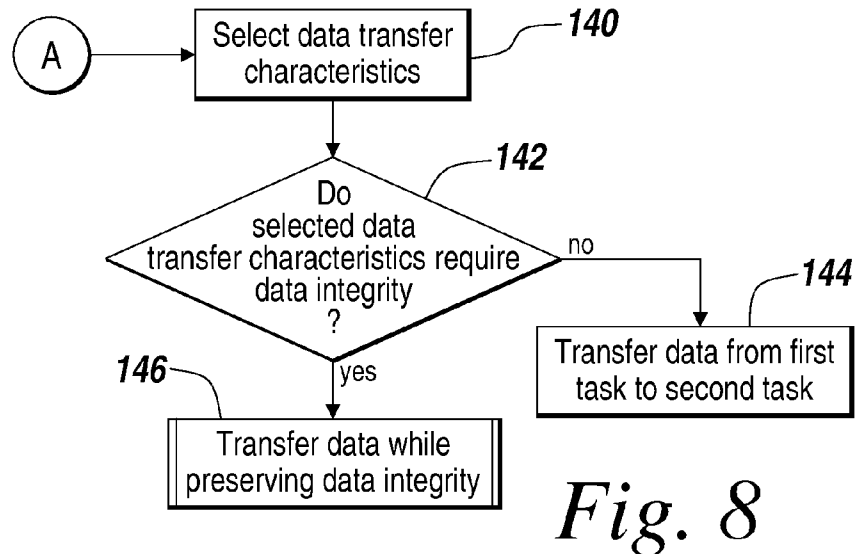 A
Select data transfer
characteristics
140
142
Do
selected data
transfer characteristics require
data integrity
?
no
144
Transfer data from first
task to second task
yes
146
Transfer data while
preserving data integrity
Fig. 8